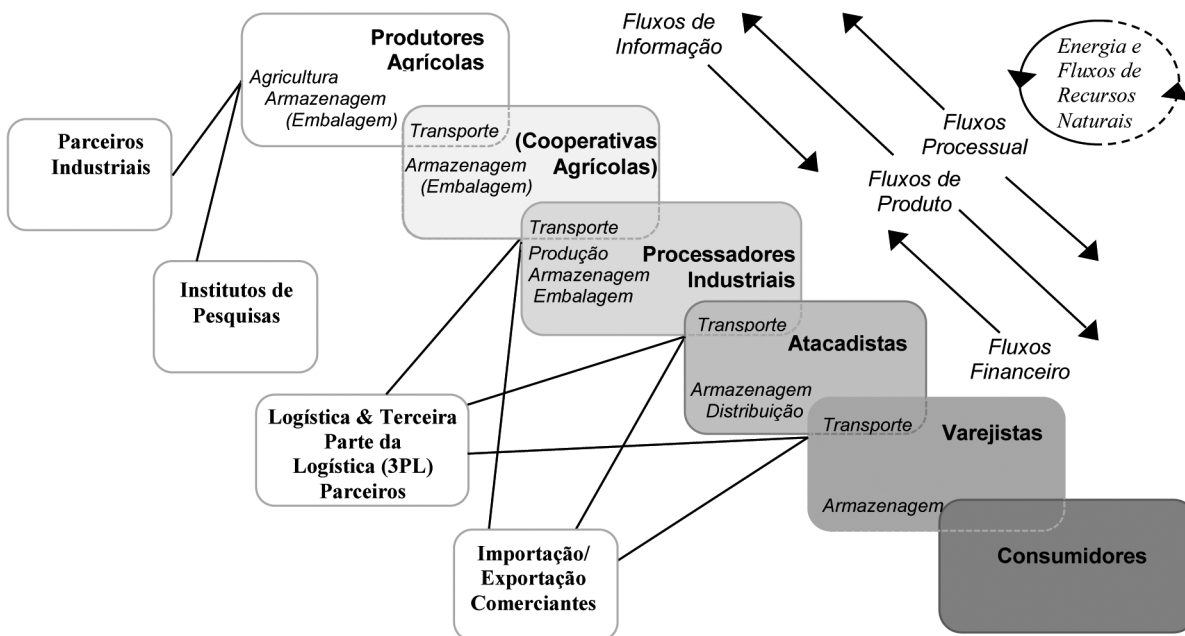 Produtores
Agrícolas
Agricultura
Armazenagem
(Embalagem)
Parceiros
Industriais
Institutos de
Pesquisas
Transporte
(Cooperativas
Agrícolas)
Armazenagem
(Embalagem)
Transporte
Produção
Armazenagem
Embalagem
Processadores
Industriais
Transporte
Atacadistas
Armazenagem
Distribuição
Transporte
Varejistas
Armazenagem
Consumidores
Logística & Terceira
Parte da
Logística (3PL)
Parceiros
Importação/
Exportação
Comerciantes
Fluxos de
Informação
Fluxos
Processual
Fluxos de
Produto
Fluxos
Financeiro
Energia e
Fluxos de
Recursos
Naturais